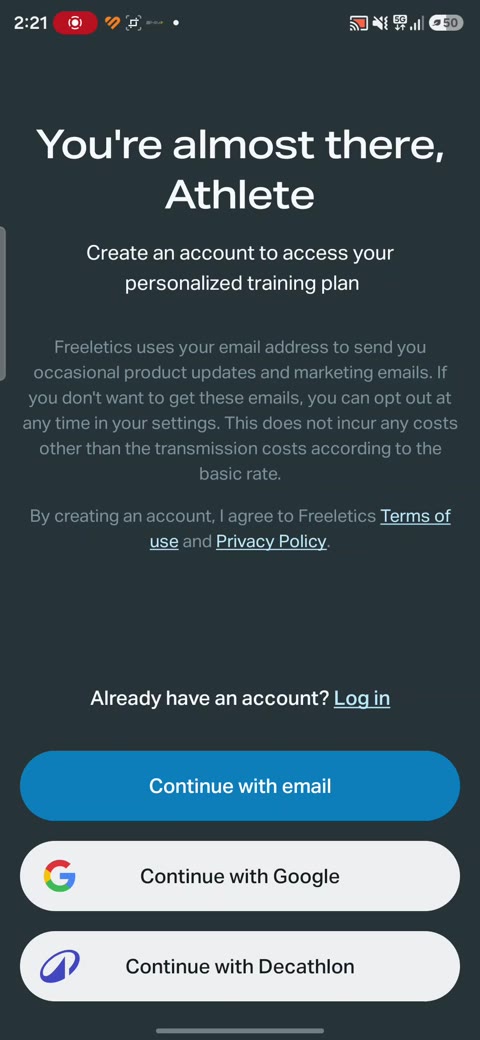 2:21
5G
50
You're almost there,
Athlete
Create an account to access your
personalized training plan
Freeletics uses your email address to send you
occasional product updates and marketing emails. If
you don't want to get these emails, you can opt out at
any time in your settings. This does not incur any costs
other than the transmission costs according to the
basic rate.
By creating an account, I agree to Freeletics Terms of
use and Privacy Policy.
Already have an account? Log in
Continue with email
Continue with Google
Continue with Decathlon